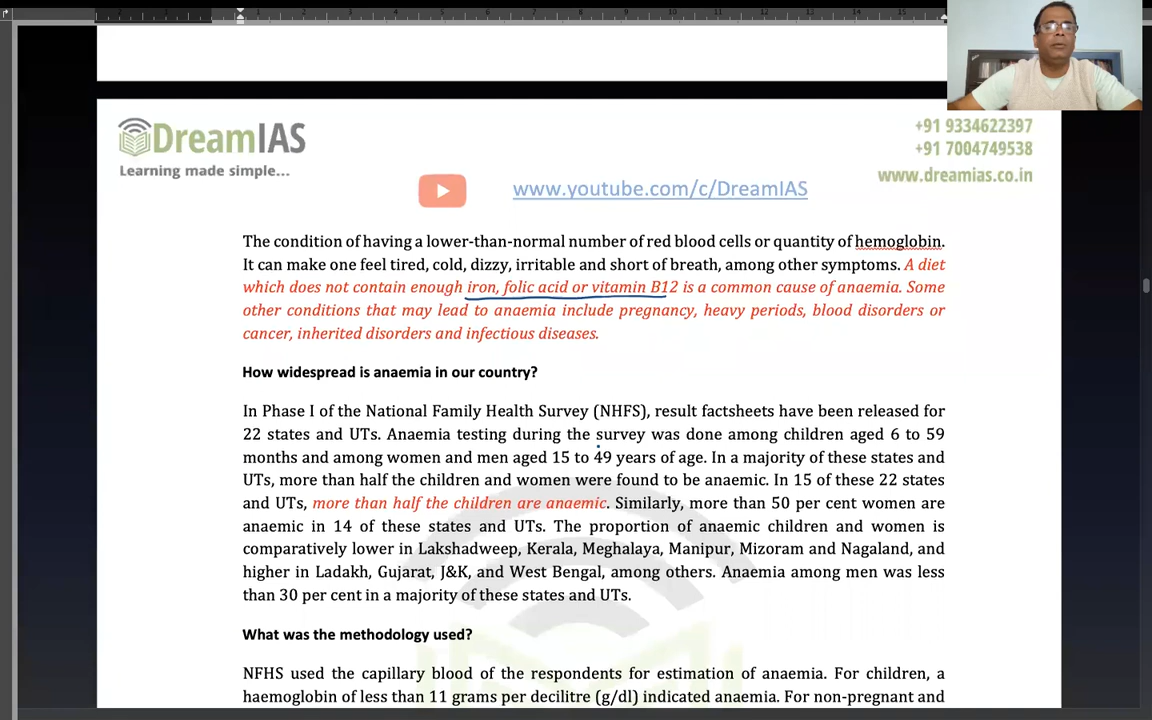 DreamIAS
Learning made simple...
+91 9334622397
+91 7004749538
www.dreamias.co.in
www.youtube.com/c/DreamIAS
The condition of having a lower-than-normal number of red blood cells or quantity of hemoglobin.
It can make one feel tired, cold, dizzy, irritable and short of breath, among other symptoms. A diet
which does not contain enough iron, folic acid or vitamin B12 is a common cause of anaemia. Some
other conditions that may lead to anaemia include pregnancy, heavy periods, blood disorders or
cancer, inherited disorders and infectious diseases.
How widespread is anaemia in our country?
In Phase I of the National Family Health Survey (NHFS), result factsheets have been released for
22 states and UTs. Anaemia testing during the survey was done among children aged 6 to 59
months and among women and men aged 15 to 49 years of age. In a majority of these states and
UTs, more than half the children and women were found to be anaemic. In 15 of these 22 states
and UTs, more than half the children are anaemic. Similarly, more than 50 per cent women are
anaemic in 14 of these states and UTs. The proportion of anaemic children and women is
comparatively lower in Lakshadweep, Kerala, Meghalaya, Manipur, Mizoram and Nagaland, and
higher in Ladakh, Gujarat, J&K, and West Bengal, among others. Anaemia among men was less
than 30 per cent in a majority of these states and UTs.
What was the methodology used?
NFHS used the capillary blood of the respondents for estimation of anaemia. For children, a
haemoglobin of less than 11 grams per decilitre (g/dl) indicated anaemia. For non-pregnant and